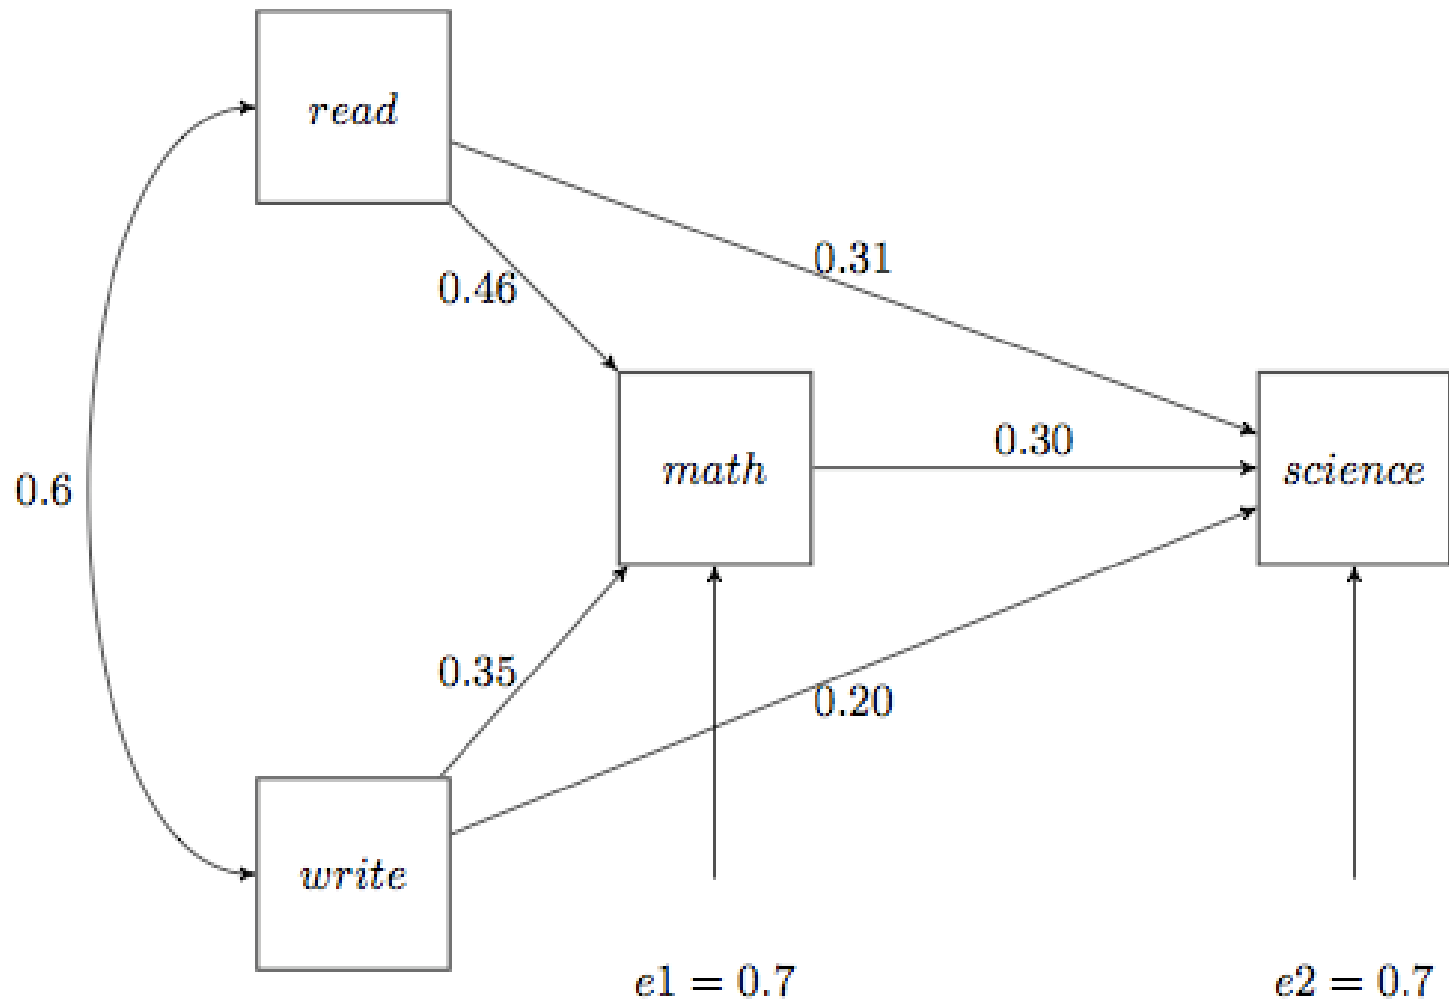 read
0.31
0.46
0.30
math
science
0.6
0.35
0.20
write
e1 = 0.7
e2 = 0.7